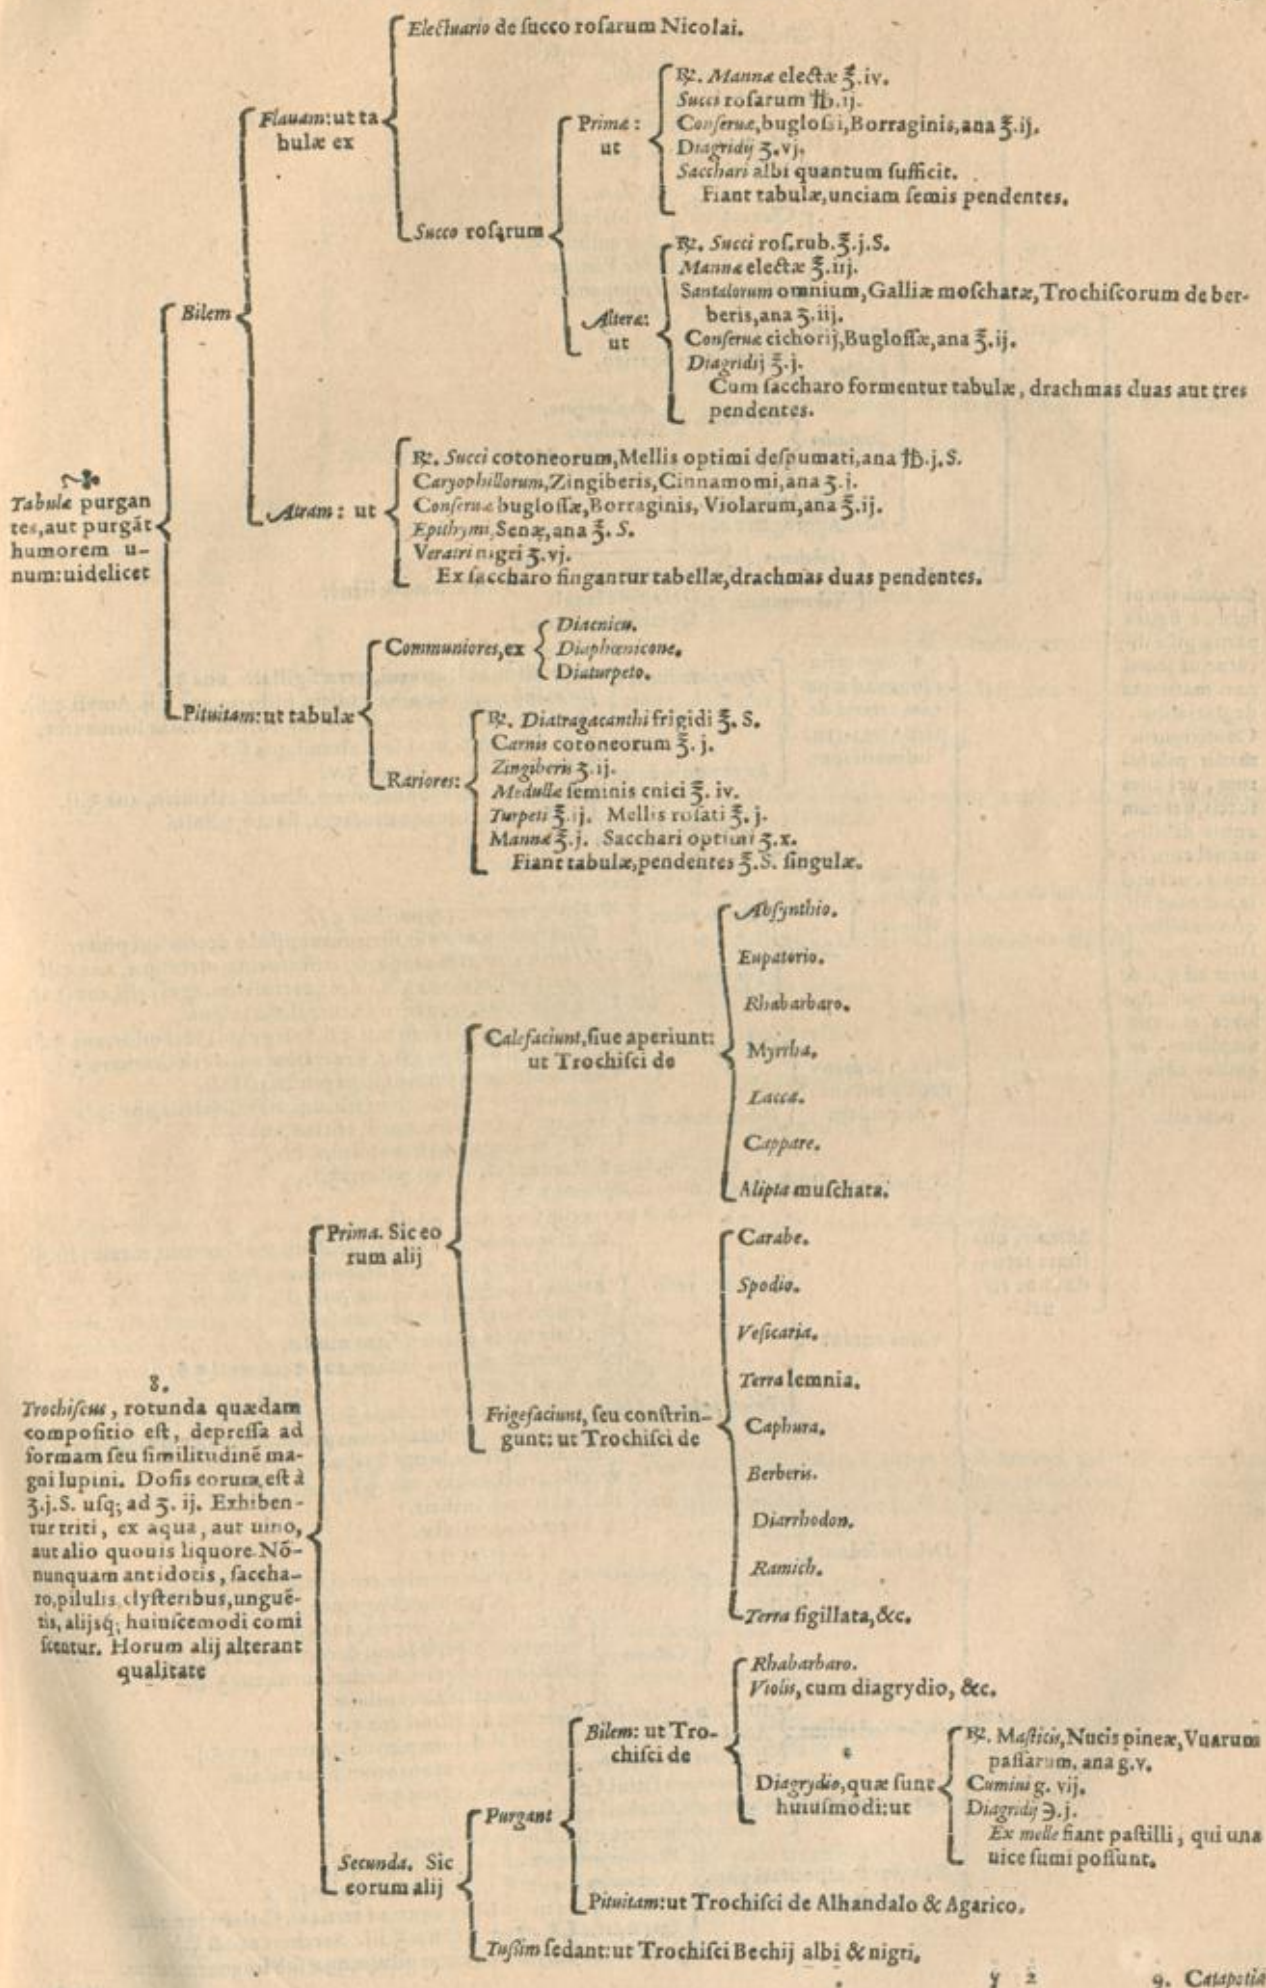 Electuario de ſucco roſarum Nicolai.
Flauam: ut ta
bulæ ex
Succo roſarum
Primæ:
ut
℞. Mannæ electæ ℥.iv.
Succi roſarum ℔.ij.
Conſeruæ, bugloſſi, Borraginis, ana ℥.ij.
Diagridij ʒ.vj.
Sacchari albi quantum ſufficit.
Fiant tabulæ, unciam ſemis pendentes.
Alteræ:
ut
℞. Succi roſ. rub. ℥.j.S.
Mannæ electæ ℥.iij.
Santalorum omnium, Galliæ moſchatæ, Trochiſcorum de ber-
beris, ana ʒ.iij.
Conſeruæ cichorij, Bugloſſæ, ana ℥.ij.
Diagridij ℥.j.
Cum ſaccharo formentur tabulæ, drachmas duas aut tres
pendentes.
Bilem
Atram: ut
℞. Succi cotoneorum, Mellis optimi deſpumati, ana ℔.j.S.
Caryophillorum, Zingiberis, Cinnamomi, ana ʒ.j.
Conſeruæ bugloſſæ, Borraginis, Violarum, ana ℥.ij.
Epithymi, Senæ, ana ℥. S.
Veratri nigri ʒ.vj.
Ex ſaccharo fingantur tabellæ, drachmas duas pendentes.
Tabulæ purgan
tes, aut purgāt
humorem u-
num: uidelicet
Pituitam: ut tabulæ
Communiores, ex
Diacnicu.
Diaphœnicone.
Diaturpeto.
Rariores:
℞. Diatragacanthi frigidi ℥. S.
Carnis cotoneorum ℥. j.
Zingiberis ʒ.ij.
Medullæ ſeminis cnici ℥. iv.
Turpeti ℥.ij. Mellis roſati ℥. j.
Mannæ ℥.j. Sacchari optimi ʒ.x.
Fiant tabulæ, pendentes ℥.S. ſingulæ.
8.
Trochiſcus, rotunda quædam
compoſitio eſt, depreſſa ad
formam ſeu ſimilitudinē ma-
gni lupini. Doſis eorum, eſt à
ʒ.j.S. uſq; ad ʒ. ij. Exhiben-
tur triti, ex aqua, aut uino,
aut alio quouis liquore. Nō-
nunquam antidotis, ſaccha-
ro, pilulis, clyſteribus, unguē-
tis, alijsq; huiuſcemodi comi
ſcentur. Horum alij alterant
qualitate
Prima. Sic eo
rum alij
Calefaciunt, ſiue aperiunt:
ut Trochiſci de
Abſynthio.
Eupatorio.
Rhabarbaro.
Myrrha.
Lacca.
Cappare.
Alipta muſchata.
Frigefaciunt, ſeu conſtrin-
gunt: ut Trochiſci de
Carabe.
Spodio.
Veſicaria.
Terra lemnia.
Caphura.
Berberis.
Diarrhodon.
Ramich.
Terra ſigillata, &c.
Secunda. Sic
eorum alij
Purgant
Bilem: ut Tro-
chiſci de
Rhabarbaro.
Violis, cum diagrydio, &c.
Diagrydio, quæ ſunt
huiuſmodi: ut
℞. Maſticis, Nucis pineæ, Vuarum
paſſarum, ana g.v.
Cumini g. vij.
Diagridij ℈.j.
Ex melle fiant paſtilli, qui una
uice ſumi poſſunt.
Pituitam: ut Trochiſci de Alhandalo & Agarico.
Tuſſim ſedant: ut Trochiſci Bechij albi & nigri.
9. Catapotia